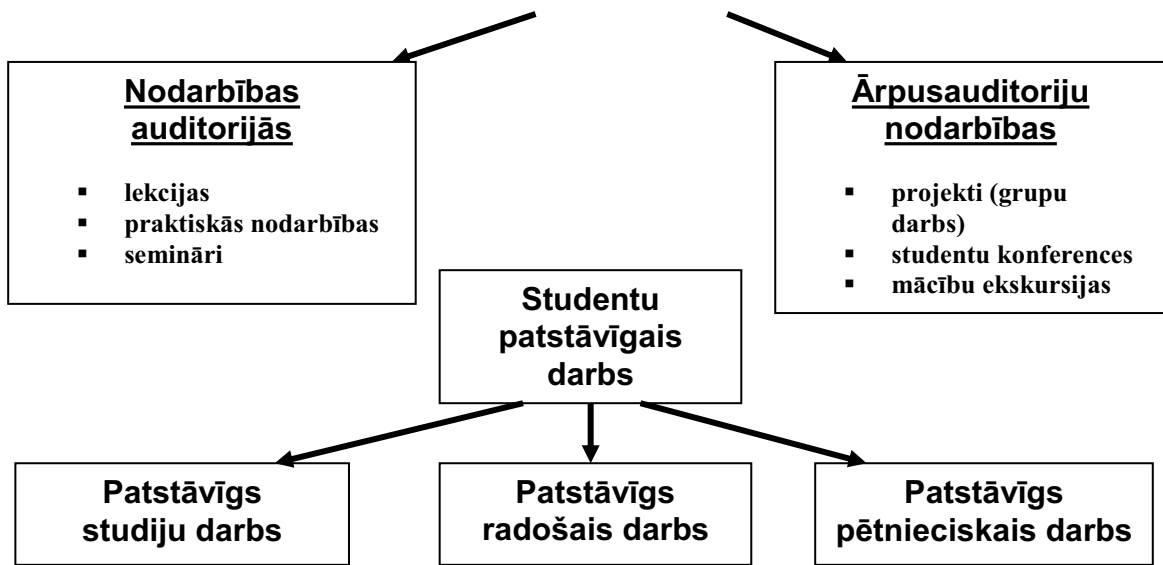 Nodarbības
auditorijās
▪ lekcijas
▪ praktiskās nodarbības
▪ semināri
Ārpusauditoriju
nodarbības
▪ projekti (grupu
darbs)
▪ studentu konferences
▪ mācību ekskursijas
Studentu
patstāvīgais
darbs
Patstāvīgs
studiju darbs
Patstāvīgs
radošais darbs
Patstāvīgs
pētnieciskais darbs